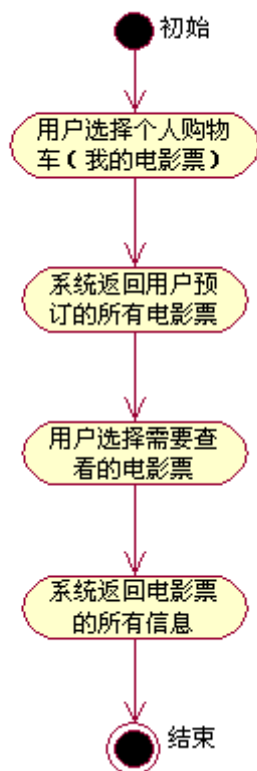 初始
用户选择个人购物
车（我的电影票）
系统返回用户预
订的所有电影票
用户选择需要查
看的电影票
系统返回电影票
的所有信息
结束